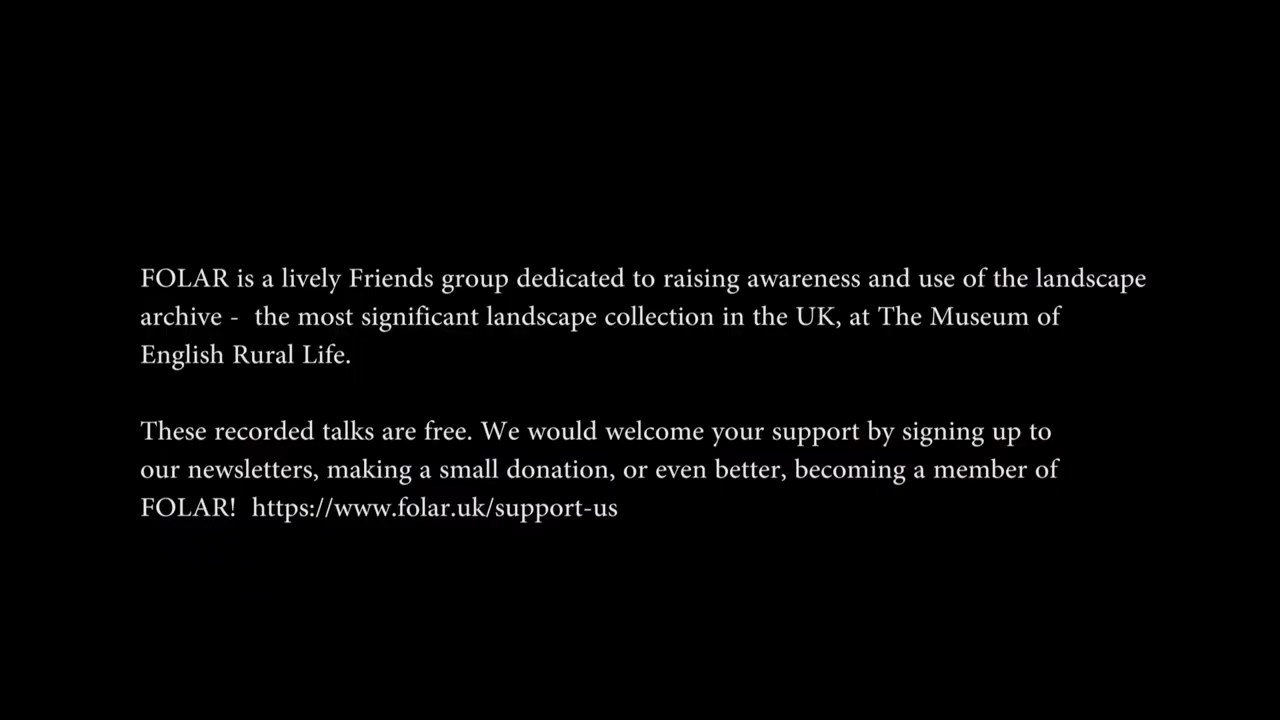 FOLAR is a lively Friends group dedicated to raising awareness and use of the landscape
archive -  the most significant landscape collection in the UK, at The Museum of
English Rural Life.
These recorded talks are free. We would welcome your support by signing up to
our newsletters, making a small donation, or even better, becoming a member of
FOLAR!  https://www.folar.uk/support-us